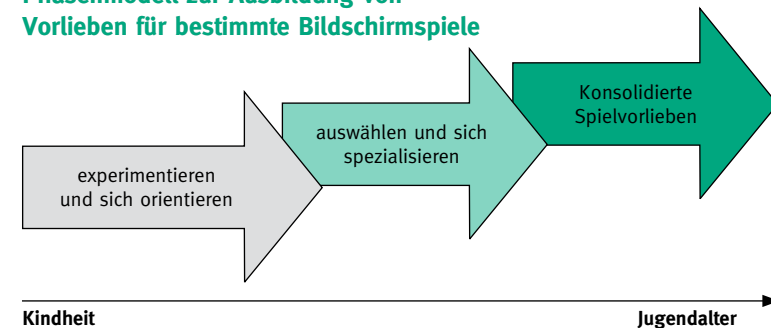 Phasenmodell zur Ausbildung von
Vorlieben für bestimmte Bildschirmspiele
Konsolidierte
Spielvorlieben
auswählen und sich
spezialisieren
experimentieren
und sich orientieren
Kindheit
Jugendalter